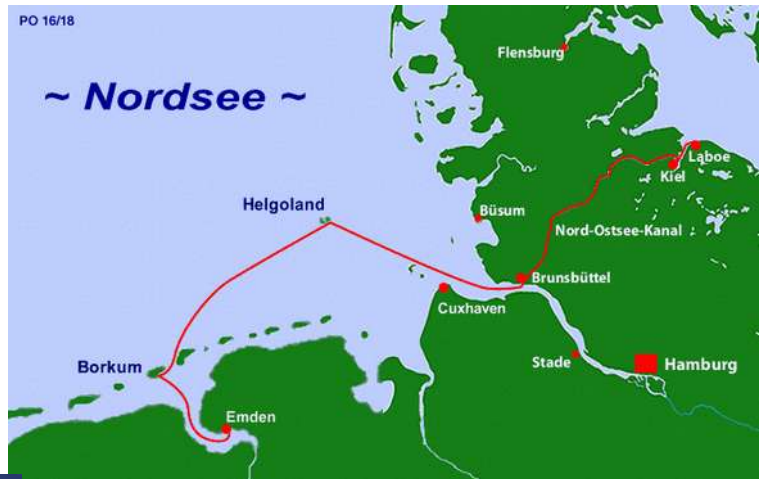 PO 16/18
Flensburg
~ Nordsee ~
Laboe
Kiel
Helgoland
Büsum
Nord-Ostsee-Kanal
Brunsbüttel
Cuxhaven
Borkum
Stade
Hamburg
Emden